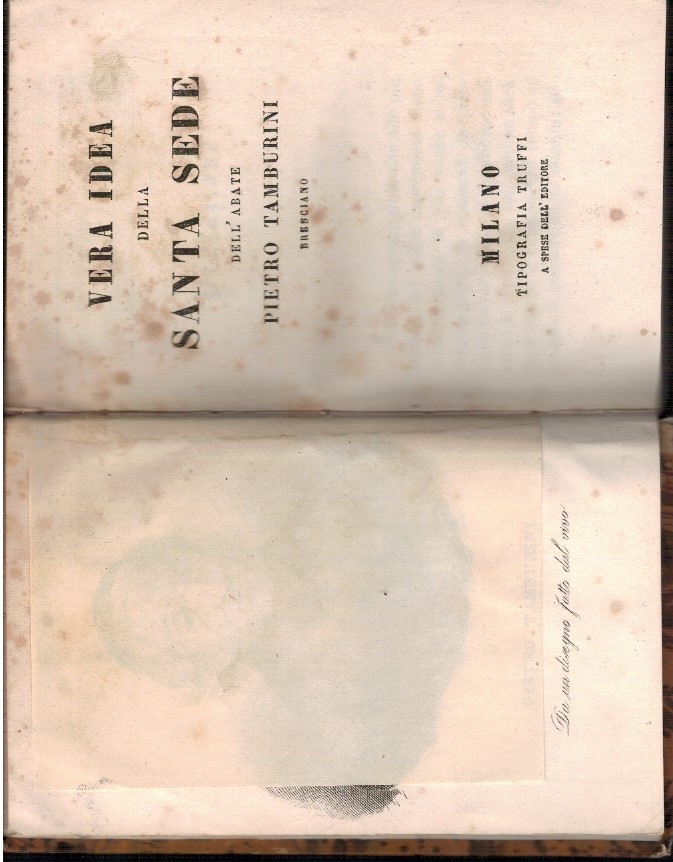 Da un disegno fatto dal vivo
VERA IDEA
DELLA
SANTA SEDE
DELL' ABATE
PIETRO TAMBURINI
BRESCIANO
MILANO
TIPOGRAFIA TRUFFI
A SPESE DELL' EDITORE